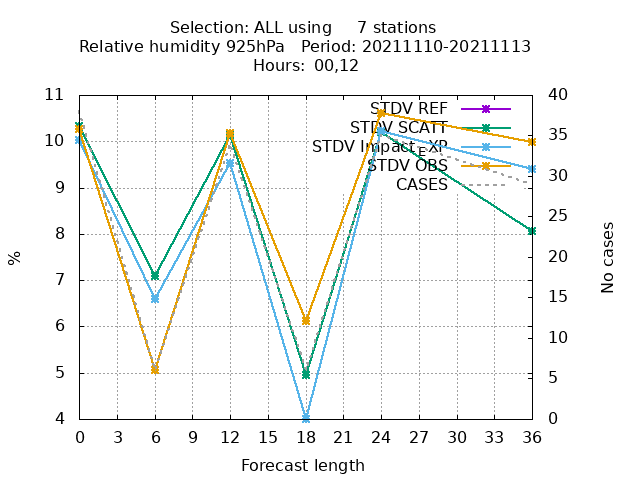 Selection: ALL using 7 stations
Relative humidity 925hPa Period: 20211110-20211113
Hours: 00,12
STDV REF
STDV SCATT
STDV Impact_EXP
STDV OBS
CASES
%
11
10
9
8
7
6
5
4
No cases
40
35
30
25
20
15
10
5
0
0 3 6 9 12 15 18 21 24 27 30 33 36
Forecast length